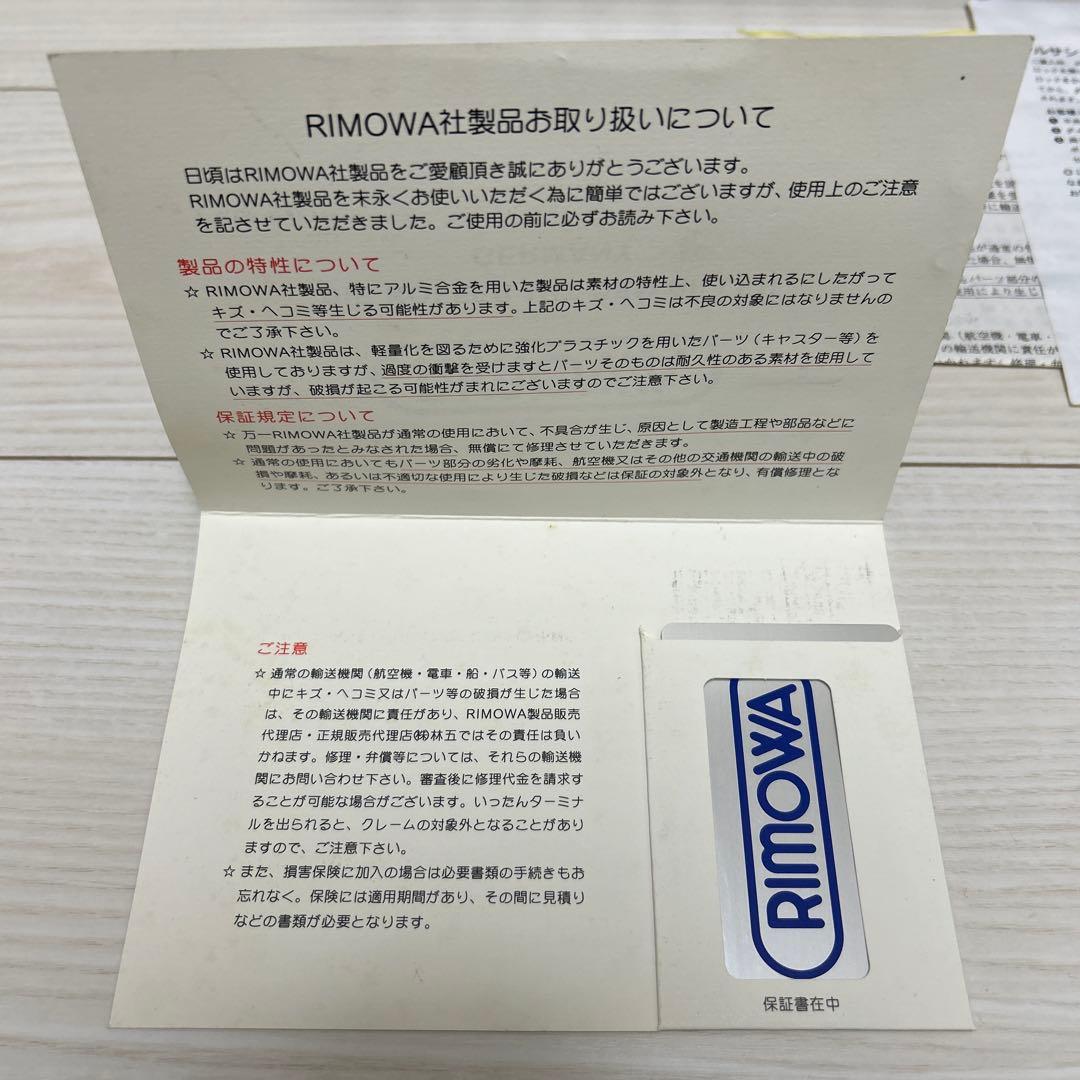 RIMOWA社製品お取り扱いについて
日頃はRIMOWA社製品をご愛顧頂き誠にありがとうございます。
RIMOWA社製品を末永くお使いいただく為に簡単ではございますが、使用上のご注意
を記させていただきました。ご使用の前に必ずお読み下さい。
製品の特性について
☆ RIMOWA社製品、特にアルミ合金を用いた製品は素材の特性上、使い込まれるにしたがって
キズ・ヘコミ等生じる可能性があります。上記のキズ・ヘコミは不良の対象にはなりませんの
でご了承下さい。
☆ RIMOWA社製品は、軽量化を図るために強化プラスチックを用いたパーツ（キャスター等）を
使用しておりますが、過度の衝撃を受けますとパーツそのものは耐久性のある素材を使用して
いますが、破損が起こる可能性がまれにございますのでご注意下さい。
保証規定について
☆ 万一RIMOWA社製品が通常の使用において、不具合が生じ、原因として製造工程や部品などに
問題があったとみなされた場合、無償にて修理させていただきます。
☆ 通常の使用においてもパーツ部分の劣化や摩耗、航空機又はその他の交通機関の輸送中の破
損や摩耗、あるいは不適切な使用により生じた破損などは保証の対象外となり、有償修理とな
ります。ご了承下さい。
ご注意
☆ 通常の輸送機関（航空機・電車・船・バス等）の輸送
中にキズ・ヘコミ又はパーツ等の破損が生じた場合
は、その輸送機関に責任があり、RIMOWA製品販売
代理店・正規販売代理店㈱林五ではその責任は負い
かねます。修理・弁償等については、それらの輸送機
関にお問い合わせ下さい。審査後に修理代金を請求す
ることが可能な場合がございます。いったんターミナ
ルを出られると、クレームの対象外となることがあり
ますので、ご注意下さい。
☆ また、損害保険に加入の場合は必要書類の手続きもお
忘れなく。保険には適用期間があり、その間に見積り
などの書類が必要となります。
RIMOWA
保証書在中